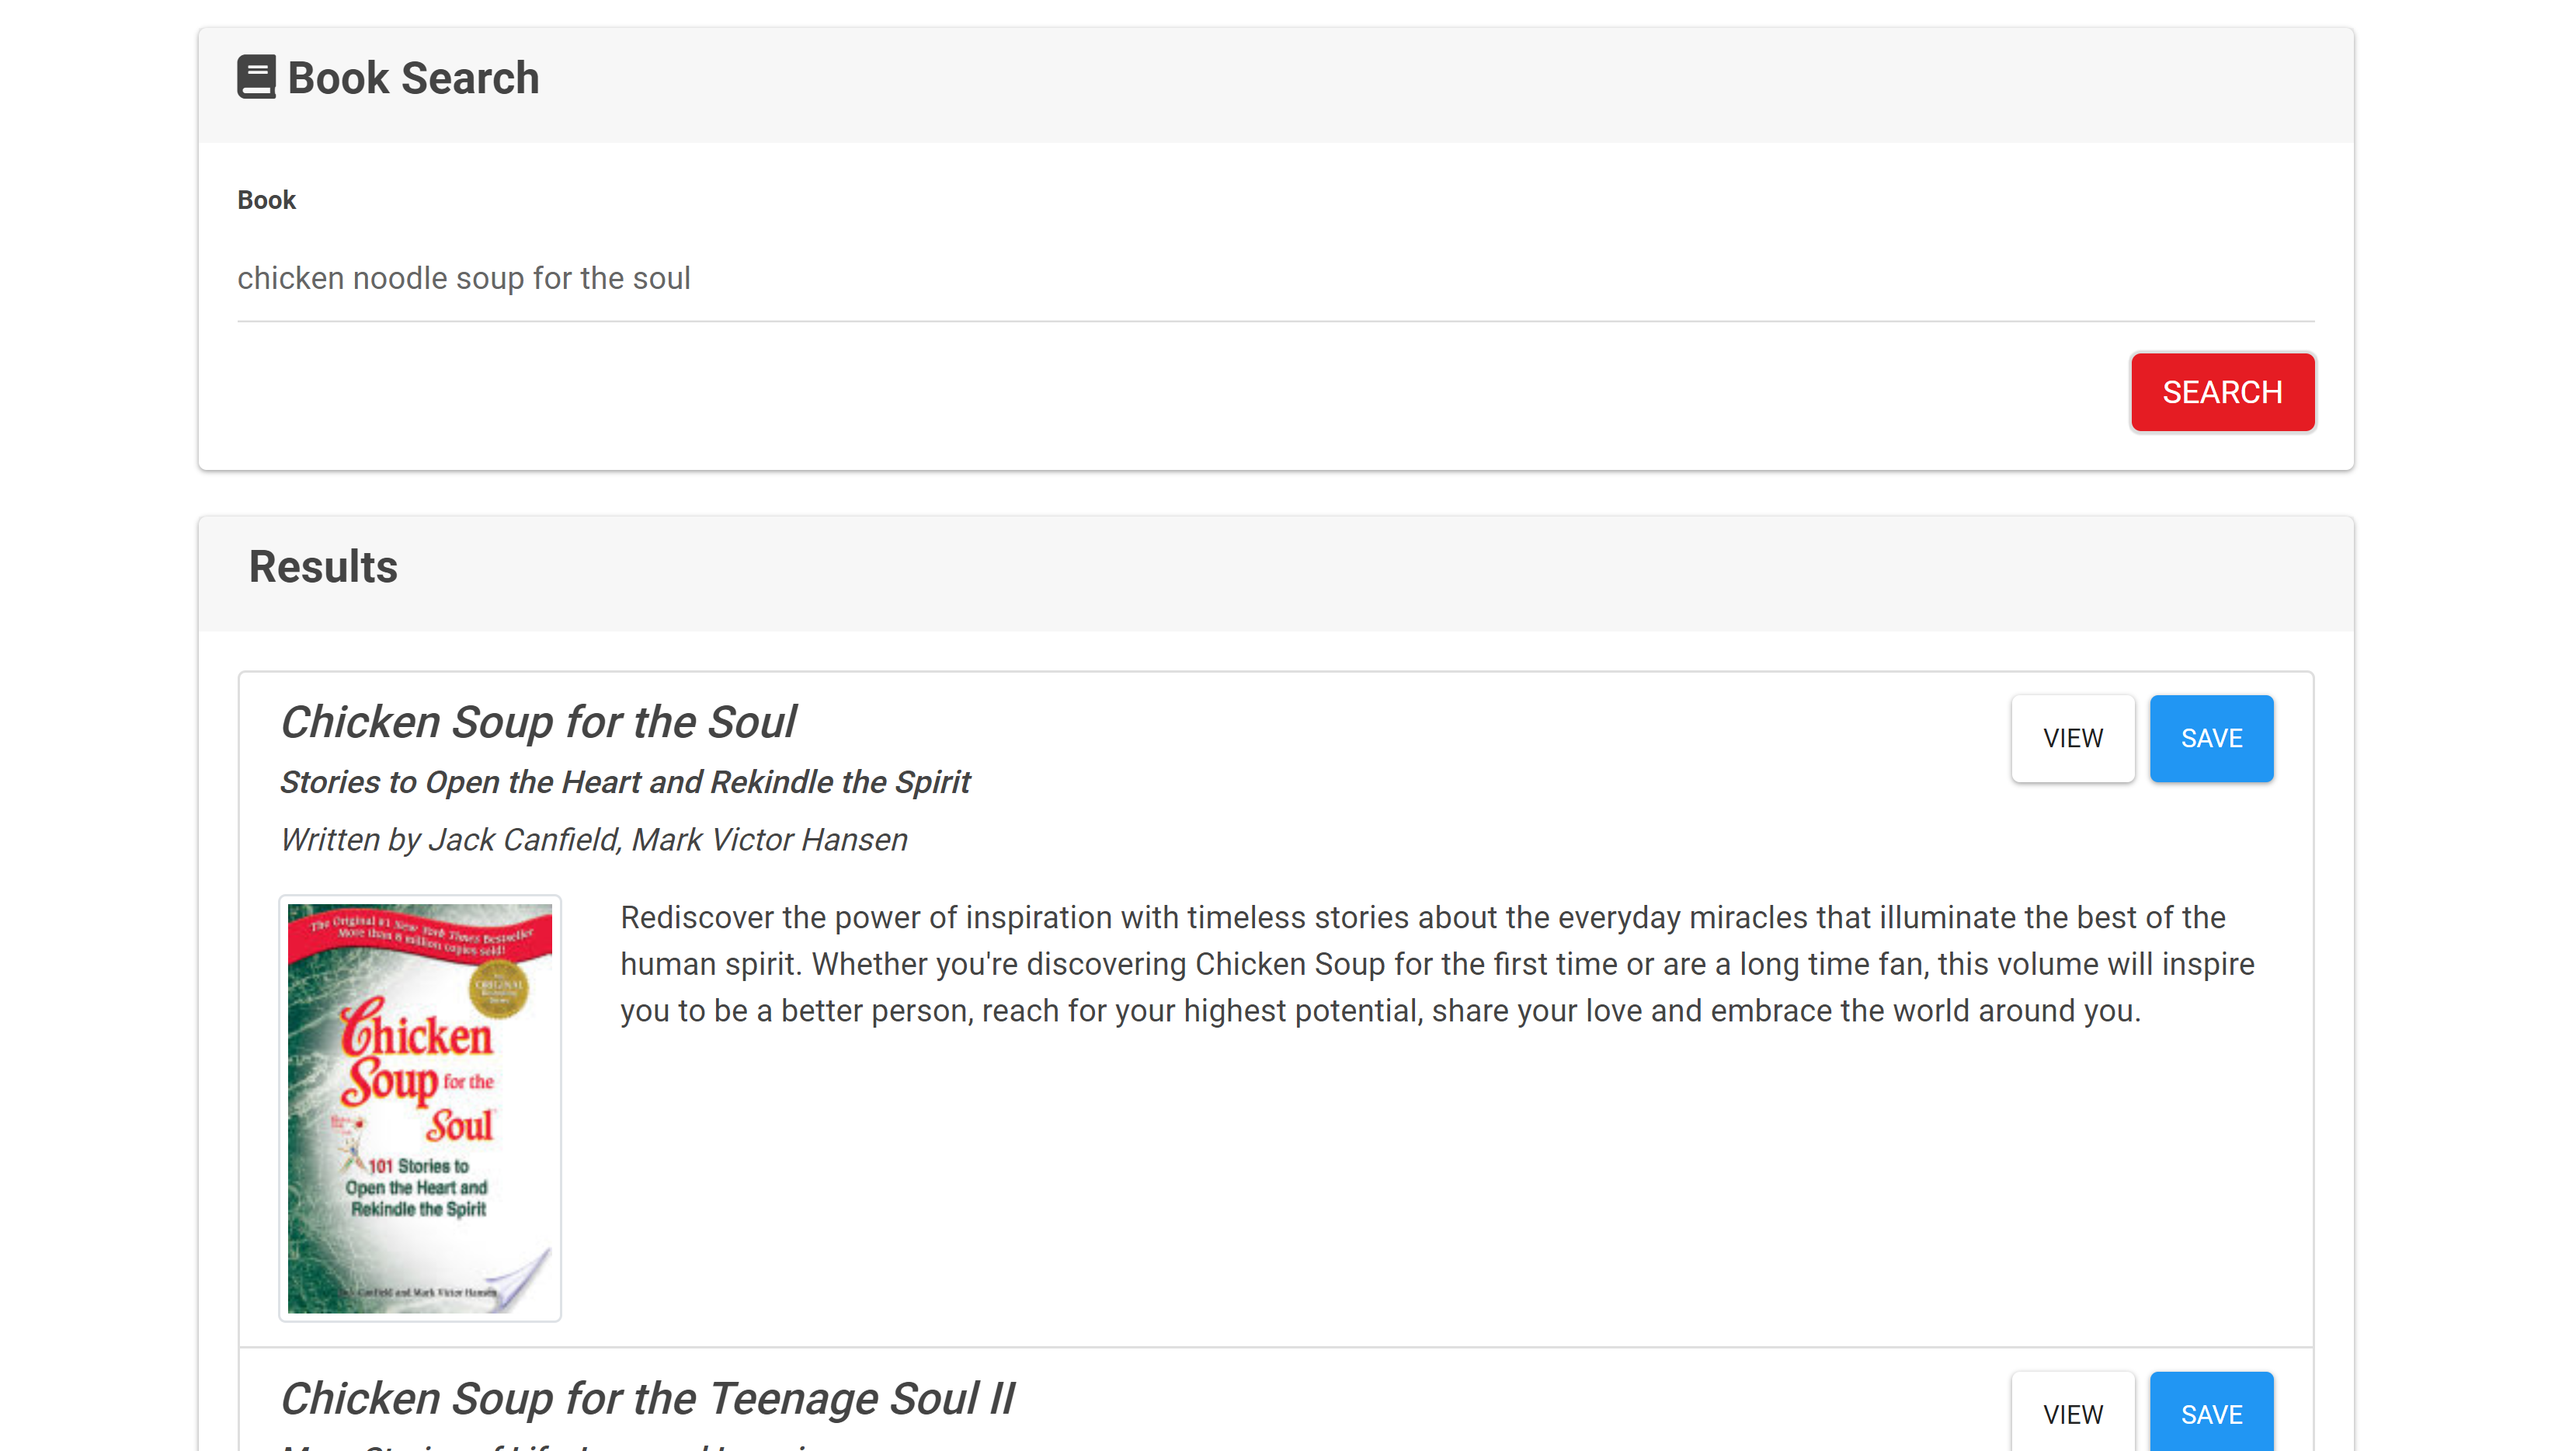 Book Search
Book
chicken noodle soup for the soul
SEARCH
Results
Chicken Soup for the Soul
VIEW
SAVE
Stories to Open the Heart and Rekindle the Spirit
Written by Jack Canfield, Mark Victor Hansen
The Original #1 New York Times Bestseller
More than 8 million copies sold!
ORIGINAL
Chicken
Soup for the
Soul
101 Stories to
Open the Heart and
Rekindle the Spirit
Canfield and Mark Victor Hansen
Rediscover the power of inspiration with timeless stories about the everyday miracles that illuminate the best of the
human spirit. Whether you're discovering Chicken Soup for the first time or are a long time fan, this volume will inspire
you to be a better person, reach for your highest potential, share your love and embrace the world around you.
Chicken Soup for the Teenage Soul II
VIEW
SAVE